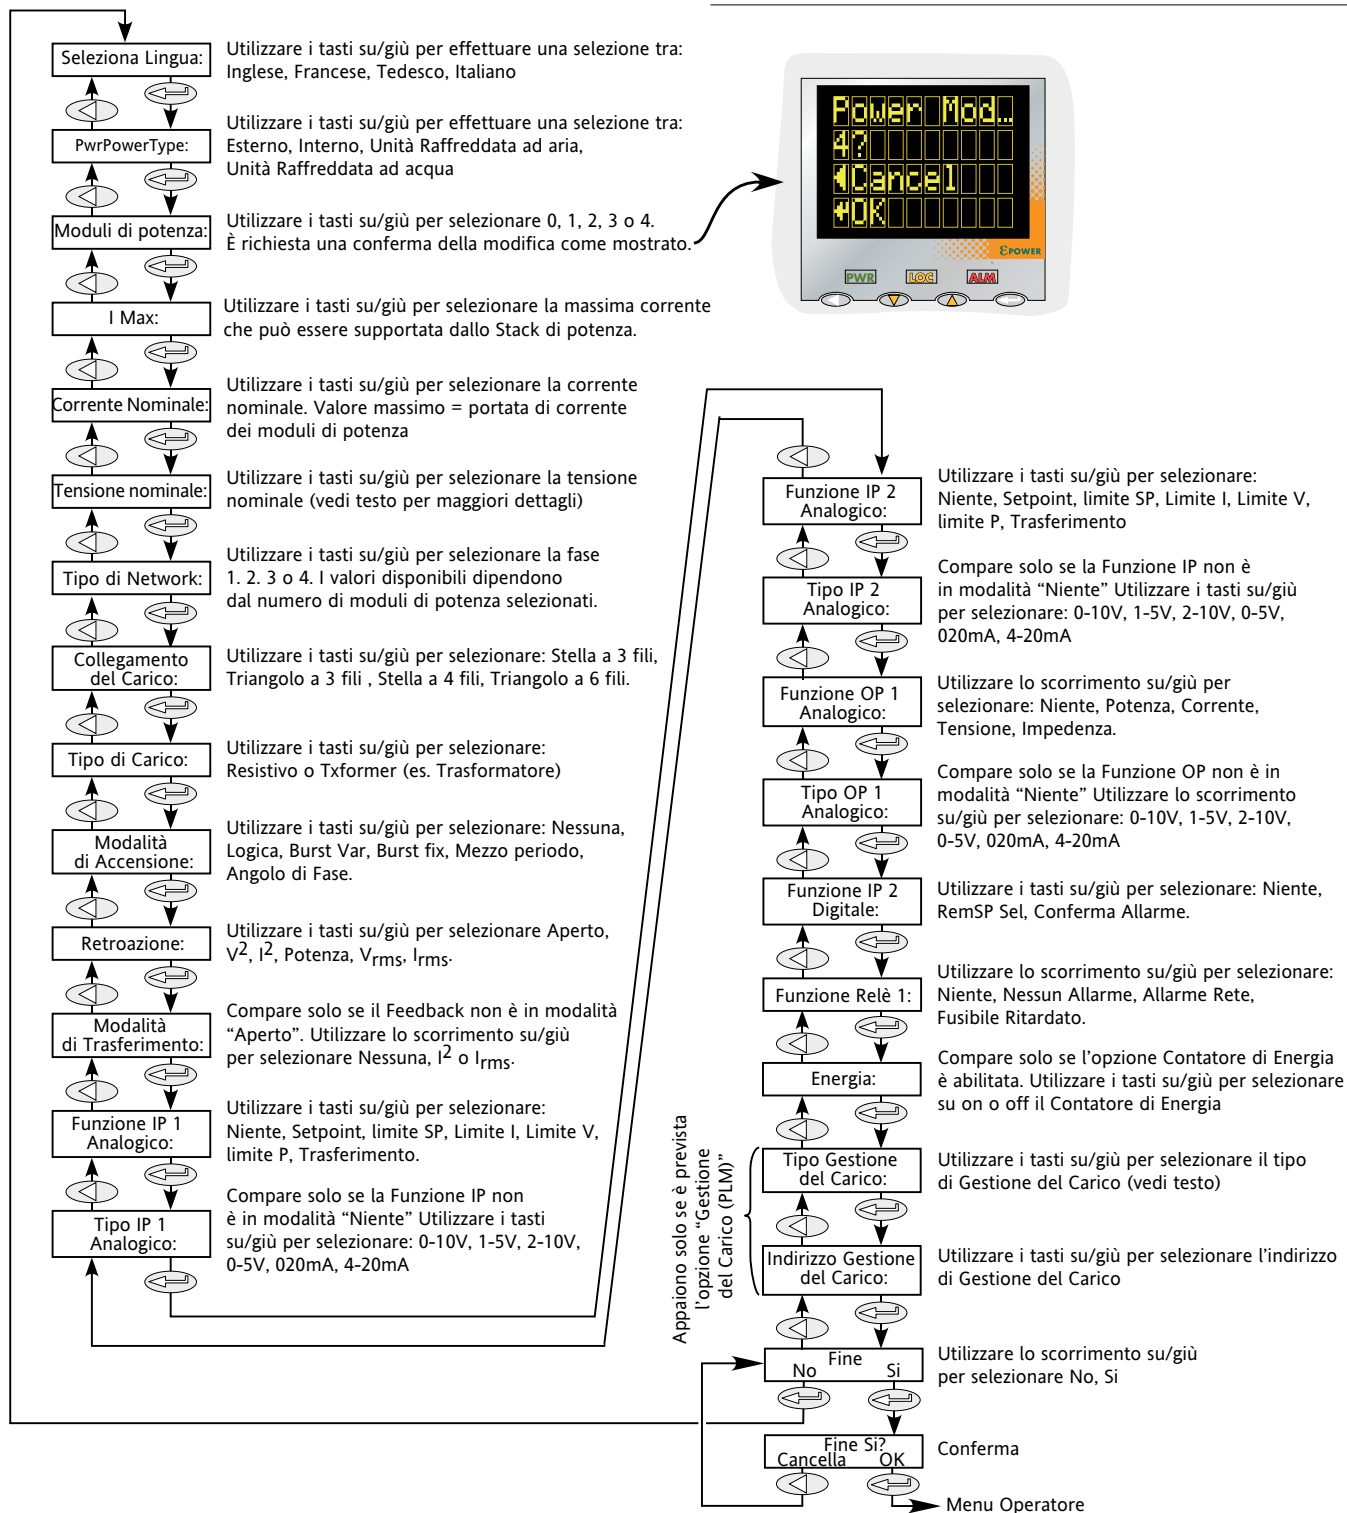 Seleziona Lingua:
Utilizzare i tasti su/giù per effettuare una selezione tra:
Inglese, Francese, Tedesco, Italiano
PwrPowerType:
Utilizzare i tasti su/giù per effettuare una selezione tra:
Esterno, Interno, Unità Raffreddata ad aria,
Unità Raffreddata ad acqua
Moduli di potenza:
Utilizzare i tasti su/giù per selezionare 0, 1, 2, 3 o 4.
È richiesta una conferma della modifica come mostrato.
Power Mod...
4?
Cancel
OK
EPOWER
PWR LOC ALM
I Max:
Utilizzare i tasti su/giù per selezionare la massima corrente
che può essere supportata dallo Stack di potenza.
Corrente Nominale:
Utilizzare i tasti su/giù per selezionare la corrente
nominale. Valore massimo = portata di corrente
dei moduli di potenza
Tensione nominale:
Utilizzare i tasti su/giù per selezionare la tensione
nominale (vedi testo per maggiori dettagli)
Tipo di Network:
Utilizzare i tasti su/giù per selezionare la fase
1. 2. 3 o 4. I valori disponibili dipendono
dal numero di moduli di potenza selezionati.
Collegamento
del Carico:
Utilizzare i tasti su/giù per selezionare: Stella a 3 fili,
Triangolo a 3 fili , Stella a 4 fili, Triangolo a 6 fili.
Tipo di Carico:
Utilizzare i tasti su/giù per selezionare:
Resistivo o Txformer (es. Trasformatore)
Modalità
di Accensione:
Utilizzare i tasti su/giù per selezionare: Nessuna,
Logica, Burst Var, Burst fix, Mezzo periodo,
Angolo di Fase.
Retroazione:
Utilizzare i tasti su/giù per selezionare Aperto,
V2, I2, Potenza, Vrms, Irms.
Modalità
di Trasferimento:
Compare solo se il Feedback non è in modalità
“Aperto”. Utilizzare lo scorrimento su/giù
per selezionare Nessuna, I2 o Irms.
Funzione IP 1
Analogico:
Utilizzare i tasti su/giù per selezionare:
Niente, Setpoint, limite SP, Limite I, Limite V,
limite P, Trasferimento.
Tipo IP 1
Analogico:
Compare solo se la Funzione IP non
è in modalità “Niente” Utilizzare i tasti
su/giù per selezionare: 0-10V, 1-5V, 2-10V,
0-5V, 020mA, 4-20mA
Funzione IP 2
Analogico:
Utilizzare i tasti su/giù per selezionare:
Niente, Setpoint, limite SP, Limite I, Limite V,
limite P, Trasferimento
Tipo IP 2
Analogico:
Compare solo se la Funzione IP non è
in modalità “Niente” Utilizzare i tasti su/giù
per selezionare: 0-10V, 1-5V, 2-10V, 0-5V,
020mA, 4-20mA
Funzione OP 1
Analogico:
Utilizzare lo scorrimento su/giù per
selezionare: Niente, Potenza, Corrente,
Tensione, Impedenza.
Tipo OP 1
Analogico:
Compare solo se la Funzione OP non è in
modalità “Niente” Utilizzare lo scorrimento
su/giù per selezionare: 0-10V, 1-5V, 2-10V,
0-5V, 020mA, 4-20mA
Funzione IP 2
Digitale:
Utilizzare i tasti su/giù per selezionare: Niente,
RemSP Sel, Conferma Allarme.
Funzione Relè 1:
Utilizzare lo scorrimento su/giù per selezionare:
Niente, Nessun Allarme, Allarme Rete,
Fusibile Ritardato.
Energia:
Compare solo se l’opzione Contatore di Energia
è abilitata. Utilizzare i tasti su/giù per selezionare
su on o off il Contatore di Energia
Appaiono solo se è prevista
l’opzione “Gestione
del Carico (PLM)”
Tipo Gestione
del Carico:
Utilizzare i tasti su/giù per selezionare il tipo
di Gestione del Carico (vedi testo)
Indirizzo Gestione
del Carico:
Utilizzare i tasti su/giù per selezionare l’indirizzo
di Gestione del Carico
Fine
No Si
Utilizzare lo scorrimento su/giù
per selezionare No, Si
Fine Si?
Cancella OK
Conferma
Menu Operatore